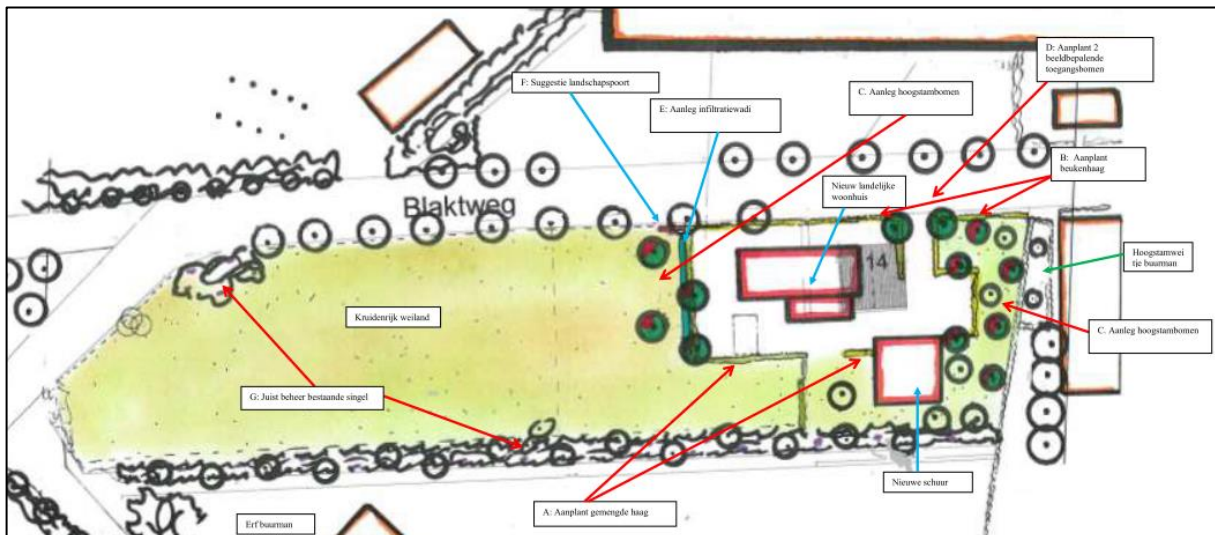 D: Aanplant 2
beeldbepalende
toegangsbomen
F: Suggestie landschapspoort
C. Aanleg hoogstambomen
E: Aanleg infiltratiewadi
B: Aanplant
beukenhaag
Nieuw landelijke
woonhuis
Blaktweg
Hoogstamwei
tje buurman
14
Kruidenrijk weiland
C. Aanleg hoogstambomen
G: Juist beheer bestaande singel
Nieuwe schuur
A: Aanplant gemengde haag
Erf buurman